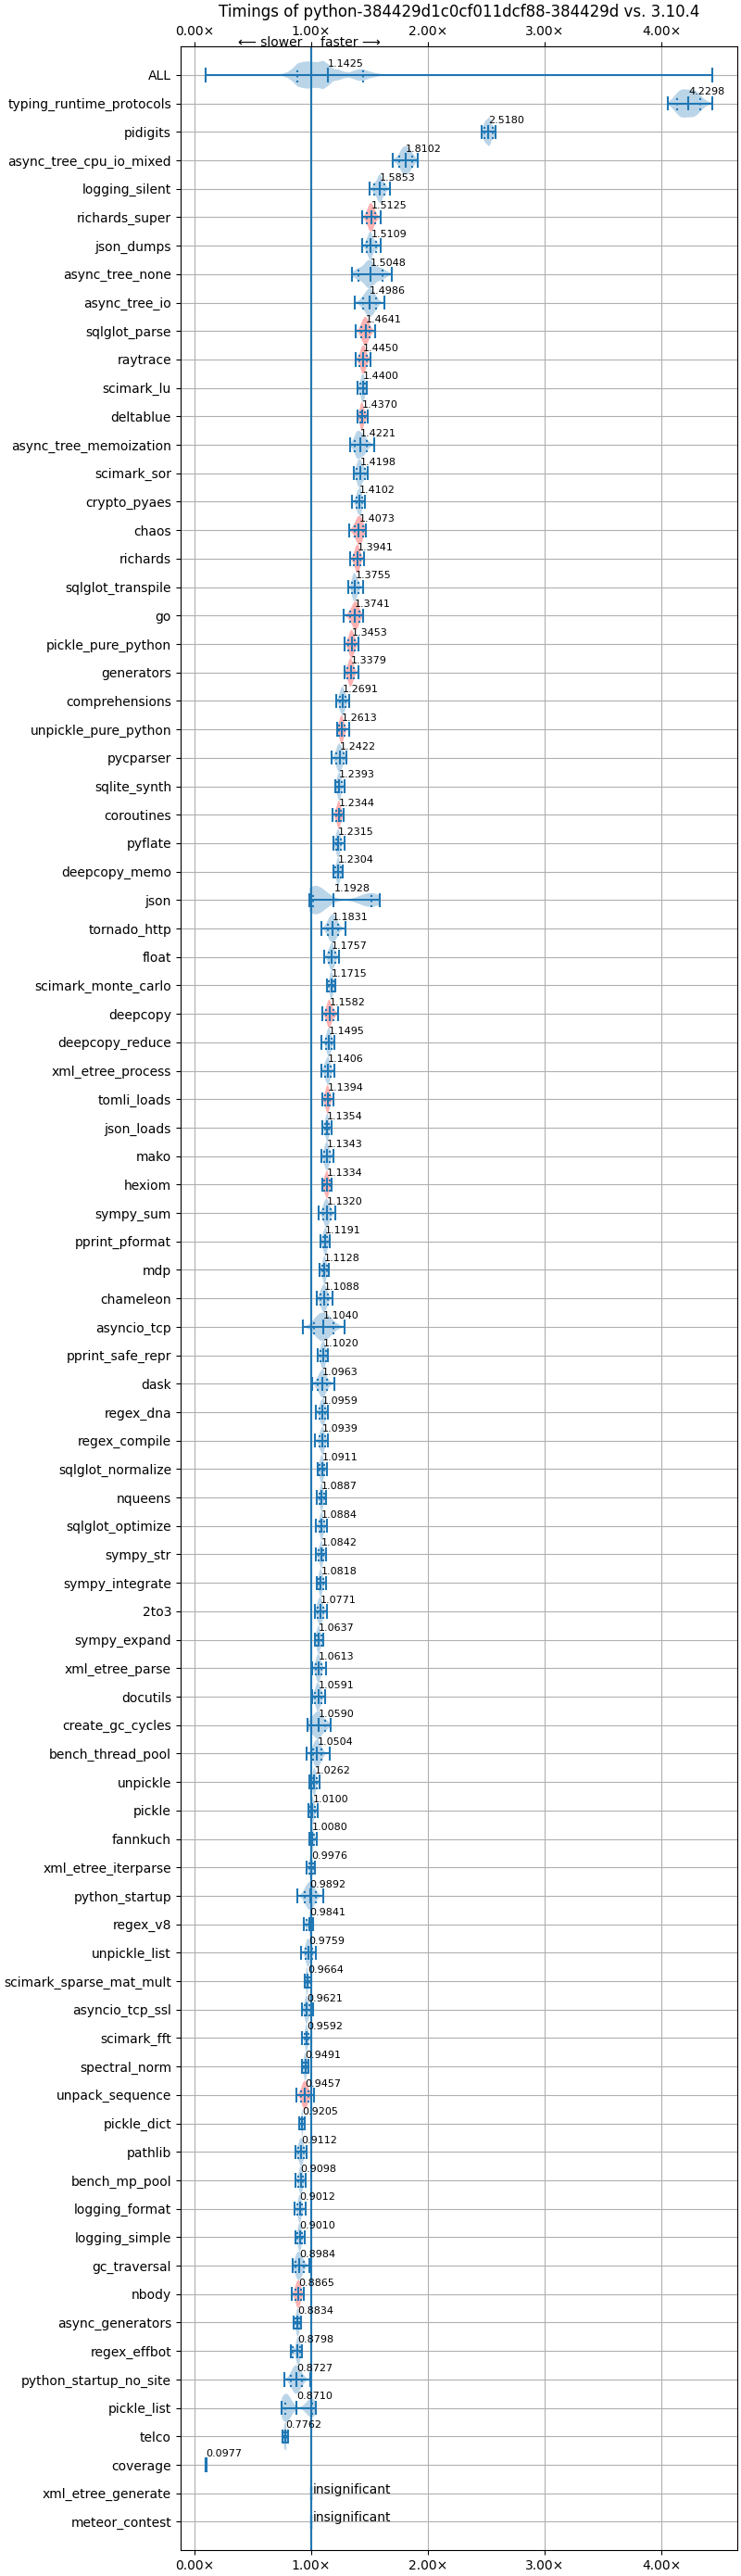 Timings of python-384429d1c0cf011dcf88-384429d vs. 3.10.4
0.00× 1.00× 2.00× 3.00× 4.00×
⟵ slower faster ⟶
ALL 1.1425
typing_runtime_protocols 4.2298
pidigits 2.5180
async_tree_cpu_io_mixed 1.8102
logging_silent 1.5853
richards_super 1.5125
json_dumps 1.5109
async_tree_none 1.5048
async_tree_io 1.4986
sqlglot_parse 1.4641
raytrace 1.4450
scimark_lu 1.4400
deltablue 1.4370
async_tree_memoization 1.4221
scimark_sor 1.4198
crypto_pyaes 1.4102
chaos 1.4073
richards 1.3941
sqlglot_transpile 1.3755
go 1.3741
pickle_pure_python 1.3453
generators 1.3379
comprehensions 1.2691
unpickle_pure_python 1.2613
pycparser 1.2422
sqlite_synth 1.2393
coroutines 1.2344
pyflate 1.2315
deepcopy_memo 1.2304
json 1.1928
tornado_http 1.1831
float 1.1757
scimark_monte_carlo 1.1715
deepcopy 1.1582
deepcopy_reduce 1.1495
xml_etree_process 1.1406
tomli_loads 1.1394
json_loads 1.1354
mako 1.1343
hexiom 1.1334
sympy_sum 1.1320
pprint_pformat 1.1191
mdp 1.1128
chameleon 1.1088
asyncio_tcp 1.1040
pprint_safe_repr 1.1020
dask 1.0963
regex_dna 1.0959
regex_compile 1.0939
sqlglot_normalize 1.0911
nqueens 1.0887
sqlglot_optimize 1.0884
sympy_str 1.0842
sympy_integrate 1.0818
2to3 1.0771
sympy_expand 1.0637
xml_etree_parse 1.0613
docutils 1.0591
create_gc_cycles 1.0590
bench_thread_pool 1.0504
unpickle 1.0262
pickle 1.0100
fannkuch 1.0080
xml_etree_iterparse 0.9976
python_startup 0.9892
regex_v8 0.9841
unpickle_list 0.9759
scimark_sparse_mat_mult 0.9664
asyncio_tcp_ssl 0.9621
scimark_fft 0.9592
spectral_norm 0.9491
unpack_sequence 0.9457
pickle_dict 0.9205
pathlib 0.9112
bench_mp_pool 0.9098
logging_format 0.9012
logging_simple 0.9010
gc_traversal 0.8984
nbody 0.8865
async_generators 0.8834
regex_effbot 0.8798
python_startup_no_site 0.8727
pickle_list 0.8710
telco 0.7762
coverage 0.0977
xml_etree_generate insignificant
meteor_contest insignificant
0.00× 1.00× 2.00× 3.00× 4.00×